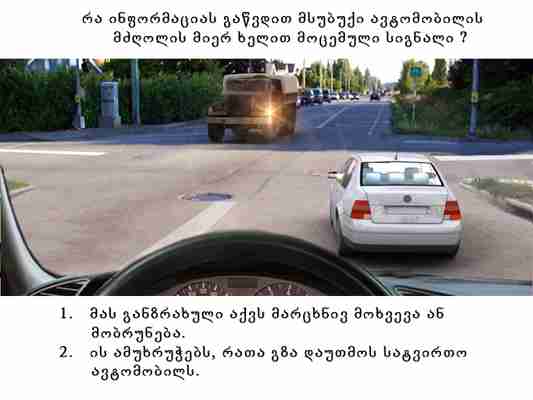 რა ინფორმაციას გაწვდით მსუბუქი ავტომობილის
მძღოლის მიერ ხელით მოცემული სიგნალი ?
1. მას განზრახული აქვს მარცხნივ მოხვევა ან
მობრუნება.
2. ის ამუხრუჭებს, რათა გზა დაუთმოს სატვირთო
ავტომობილს.